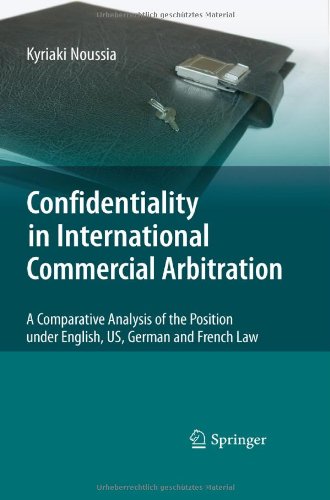 Urheberrechtlich geschütztes Material
Kyriaki Noussia
Confidentiality
in International
Commercial Arbitration
A Comparative Analysis of the Position
under English, US, German and French Law
Springer
Urheberrechtlich geschütztes Material